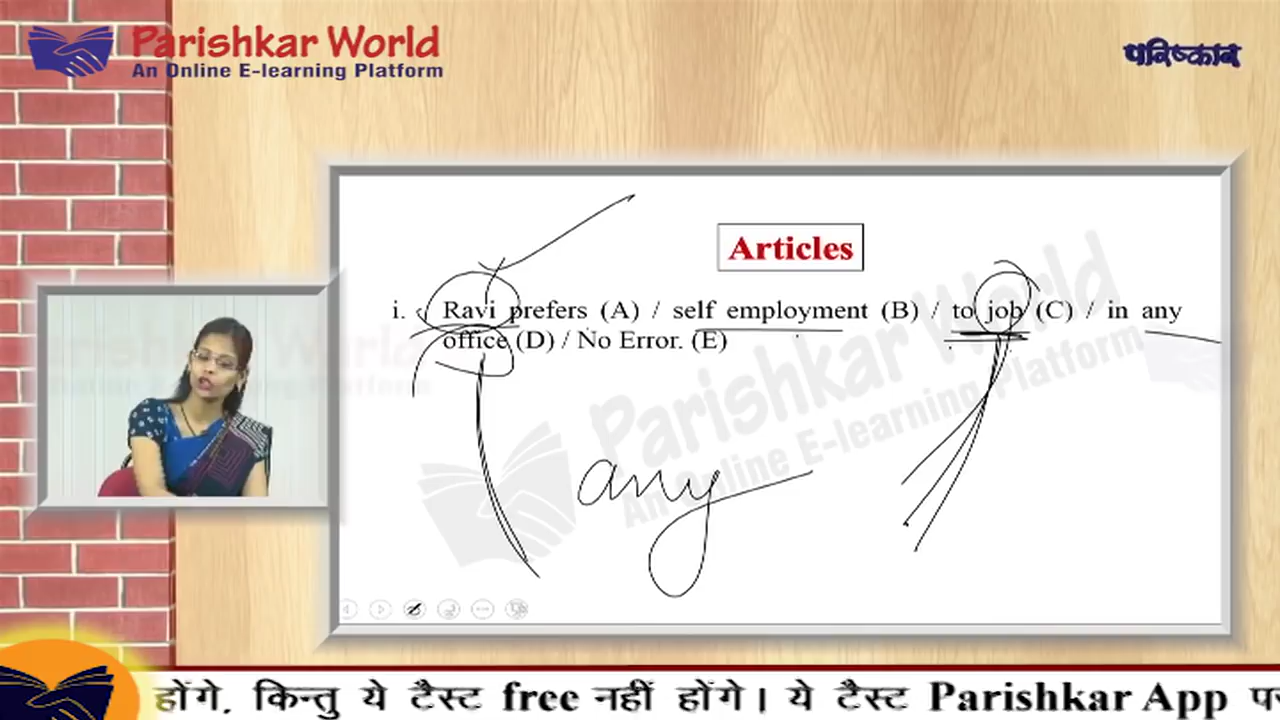 Parishkar World
An Online E-learning Platform
परिष्कार
Articles
i. Ravi prefers (A) / self employment (B) / to job (C) / in any
office (D) / No Error. (E)
any
Parishkar World
An Online E-learning Platform
होंगे, किन्तु ये टैस्ट free नहीं होंगे। ये टैस्ट Parishkar App पर